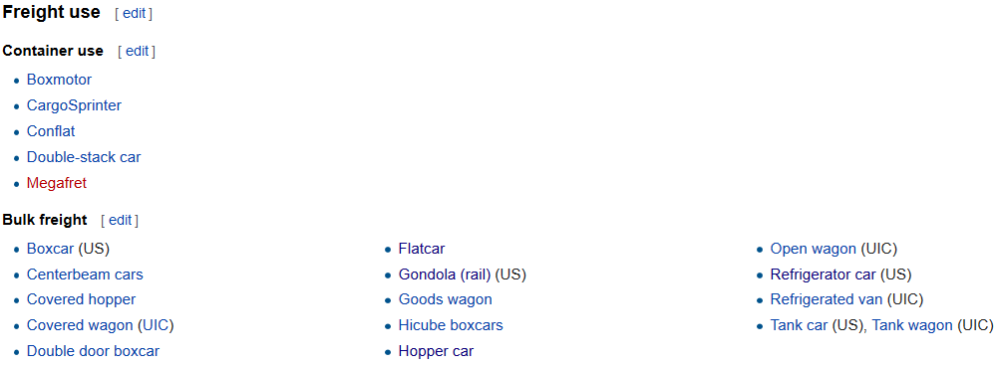 Freight use [ edit ]
Container use [ edit ]
Boxmotor
CargoSprinter
Conflat
Double-stack car
Megafret
Bulk freight [ edit ]
Boxcar (US)
Centerbeam cars
Covered hopper
Covered wagon (UIC)
Double door boxcar
Flatcar
Gondola (rail) (US)
Goods wagon
Hicube boxcars
Hopper car
Open wagon (UIC)
Refrigerator car (US)
Refrigerated van (UIC)
Tank car (US), Tank wagon (UIC)